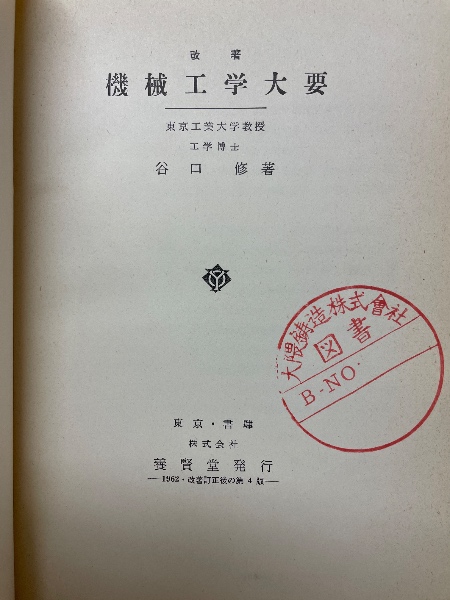 改著
機械工学大要
東京工業大学教授
工学博士
谷口 修著
東京・書肆
株式会社
養賢堂発行
—1962・改著訂正後の第4版—
大隈鋳造株式會社
図書
B-NO.